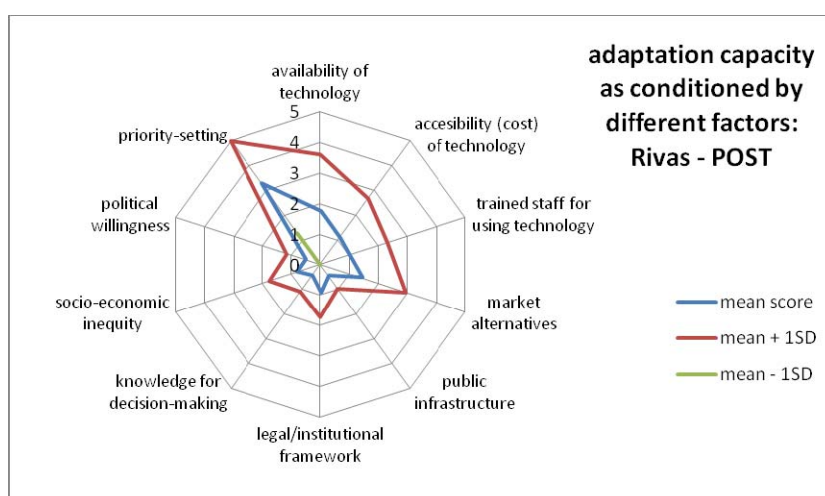 adaptation capacity
as conditioned by
different factors:
Rivas - POST
availability of
technology
accesibility (cost)
of technology
trained staff for
using technology
market
alternatives
public
infrastructure
legal/institutional
framework
knowledge for
decision-making
socio-economic
inequity
political
willingness
priority-setting
5
4
3
2
1
0
mean score
mean + 1SD
mean - 1SD